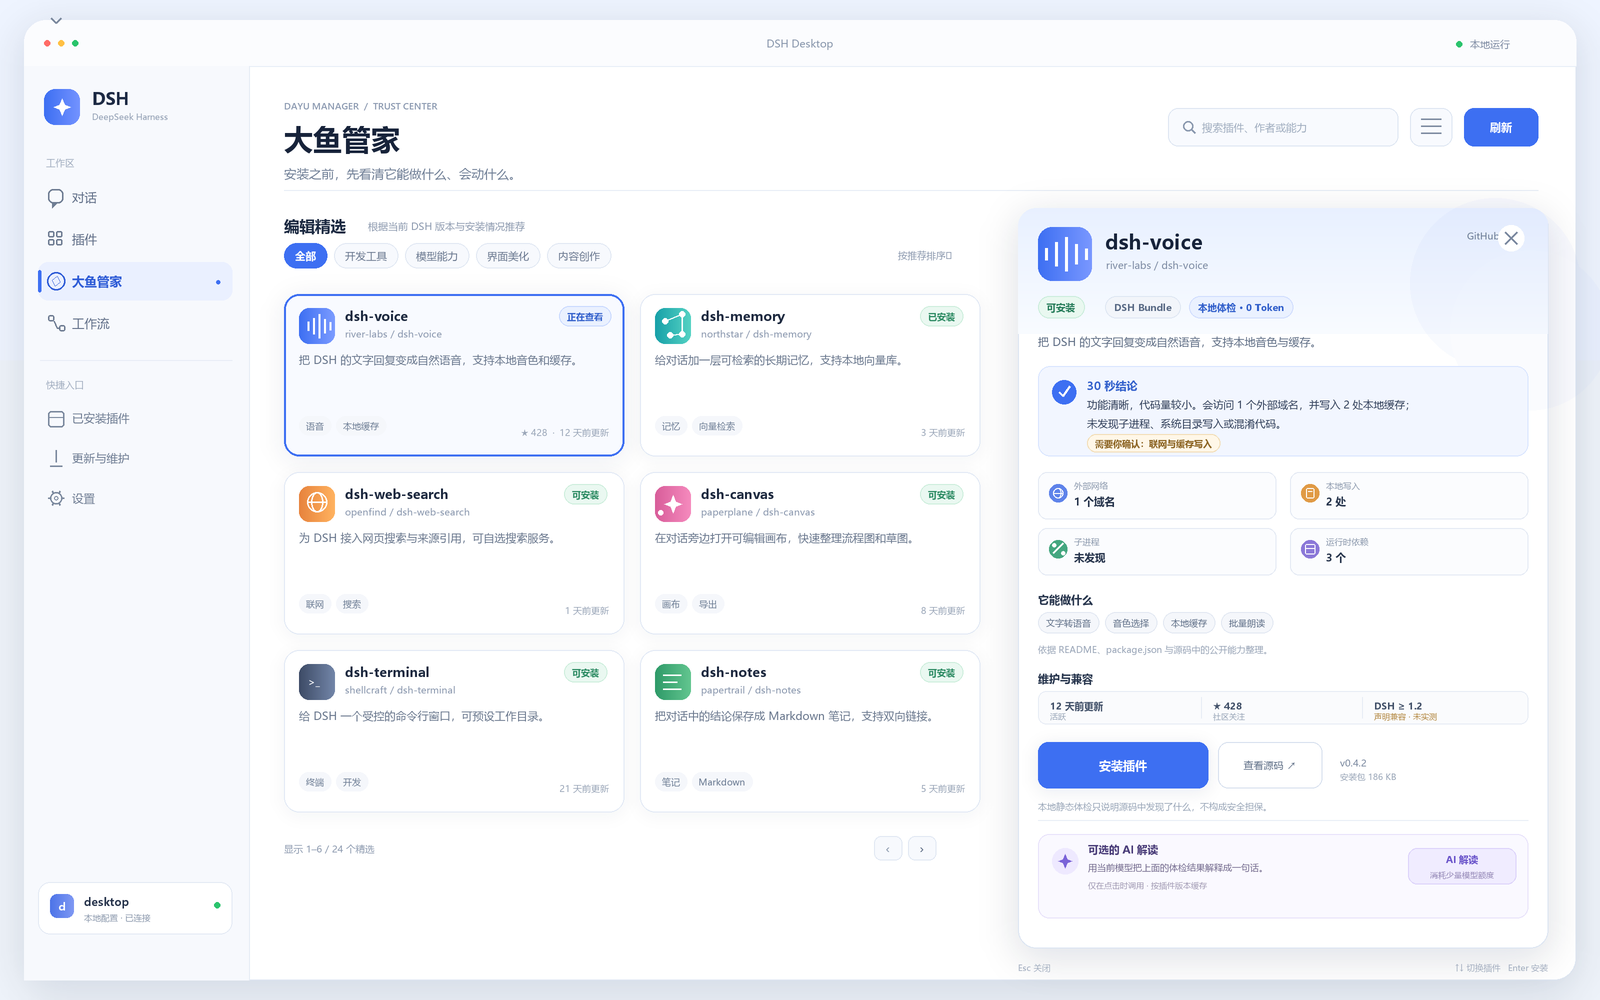 DSH Desktop
本地运行
DSH
DeepSeek Harness
工作区
对话
插件
大鱼管家
工作流
快捷入口
已安装插件
更新与维护
设置
d
desktop
本地配置 · 已连接
DAYU MANAGER / TRUST CENTER
大鱼管家
安装之前，先看清它能做什么、会动什么。
搜索插件、作者或能力
刷新
编辑精选
根据当前 DSH 版本与安装情况推荐
全部
开发工具
模型能力
界面美化
内容创作
按推荐排序
dsh-voice
正在查看
river-labs / dsh-voice
把 DSH 的文字回复变成自然语音，支持本地音色和缓存。
语音
本地缓存
★ 428 · 12 天前更新
dsh-memory
已安装
northstar / dsh-memory
给对话加一层可检索的长期记忆，支持本地向量库。
记忆
向量检索
3 天前更新
dsh-web-search
可安装
openfind / dsh-web-search
为 DSH 接入网页搜索与来源引用，可自选搜索服务。
联网
搜索
1 天前更新
dsh-canvas
可安装
paperplane / dsh-canvas
在对话旁边打开可编辑画布，快速整理流程图和草图。
画布
导出
8 天前更新
>_
dsh-terminal
可安装
shellcraft / dsh-terminal
给 DSH 一个受控的命令行窗口，可预设工作目录。
终端
开发
21 天前更新
dsh-notes
可安装
papertrail / dsh-notes
把对话中的结论保存成 Markdown 笔记，支持双向链接。
笔记
Markdown
5 天前更新
显示 1–6 / 24 个精选
‹
›
dsh-voice
river-labs / dsh-voice
GitHub
可安装
DSH Bundle
本地体检 · 0 Token
把 DSH 的文字回复变成自然语音，支持本地音色与缓存。
30 秒结论
功能清晰，代码量较小。会访问 1 个外部域名，并写入 2 处本地缓存；
未发现子进程、系统目录写入或混淆代码。
需要你确认：联网与缓存写入
外部网络
1 个域名
本地写入
2 处
子进程
未发现
运行时依赖
3 个
它能做什么
文字转语音
音色选择
本地缓存
批量朗读
依据 README、package.json 与源码中的公开能力整理。
维护与兼容
12 天前更新
活跃
★ 428
社区关注
DSH ≥ 1.2
声明兼容 · 未实测
安装插件
查看源码 ↗
v0.4.2
安装包 186 KB
本地静态体检只说明源码中发现了什么，不构成安全担保。
可选的 AI 解读
用当前模型把上面的体检结果解释成一句话。
仅在点击时调用 · 按插件版本缓存
AI 解读
消耗少量模型额度
Esc 关闭
↑↓ 切换插件 Enter 安装